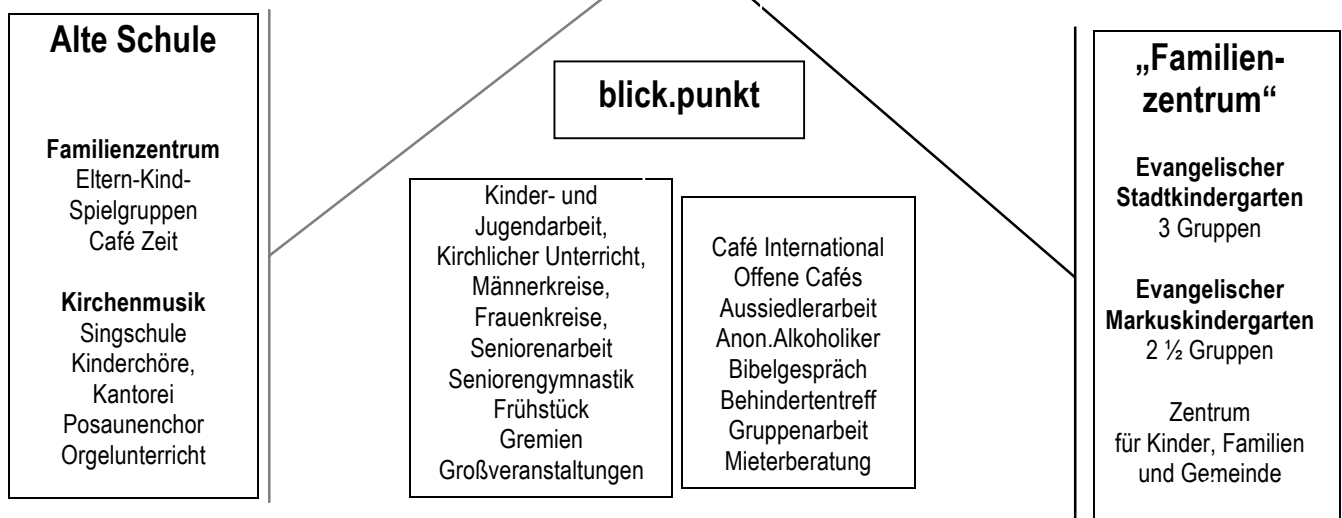 Alte Schule
Familienzentrum
Eltern-Kind-
Spielgruppen
Café Zeit
Kirchenmusik
Singschule
Kinderchöre,
Kantorei
Posaunenchor
Orgelunterricht
blick.punkt
Kinder- und
Jugendarbeit,
Kirchlicher Unterricht,
Männerkreise,
Frauenkreise,
Seniorenarbeit
Seniorengymnastik
Frühstück
Gremien
Großveranstaltungen
Café International
Offene Cafés
Aussiedlerarbeit
Anon.Alkoholiker
Bibelgespräch
Behindertentreff
Gruppenarbeit
Mieterberatung
„Familien-
zentrum“
Evangelischer
Stadtkindergarten
3 Gruppen
Evangelischer
Markuskindergarten
2 ½ Gruppen
Zentrum
für Kinder, Familien
und Gemeinde